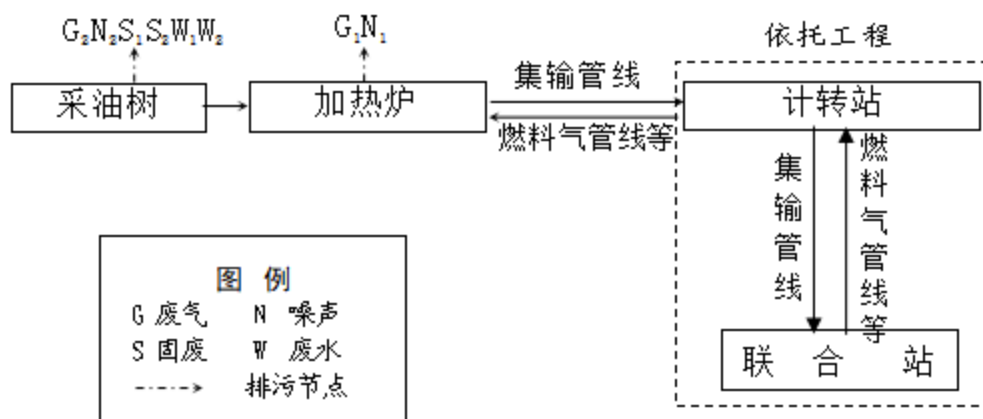 G₂N₂S₁S₂W₁W₂
G₁N₁
依托工程
采油树
加热炉
集输管线
燃料气管线等
计转站
集输管线
燃料气管线等
联合站
图 例
G 废气 N 噪声
S 固废 W 废水
排污节点